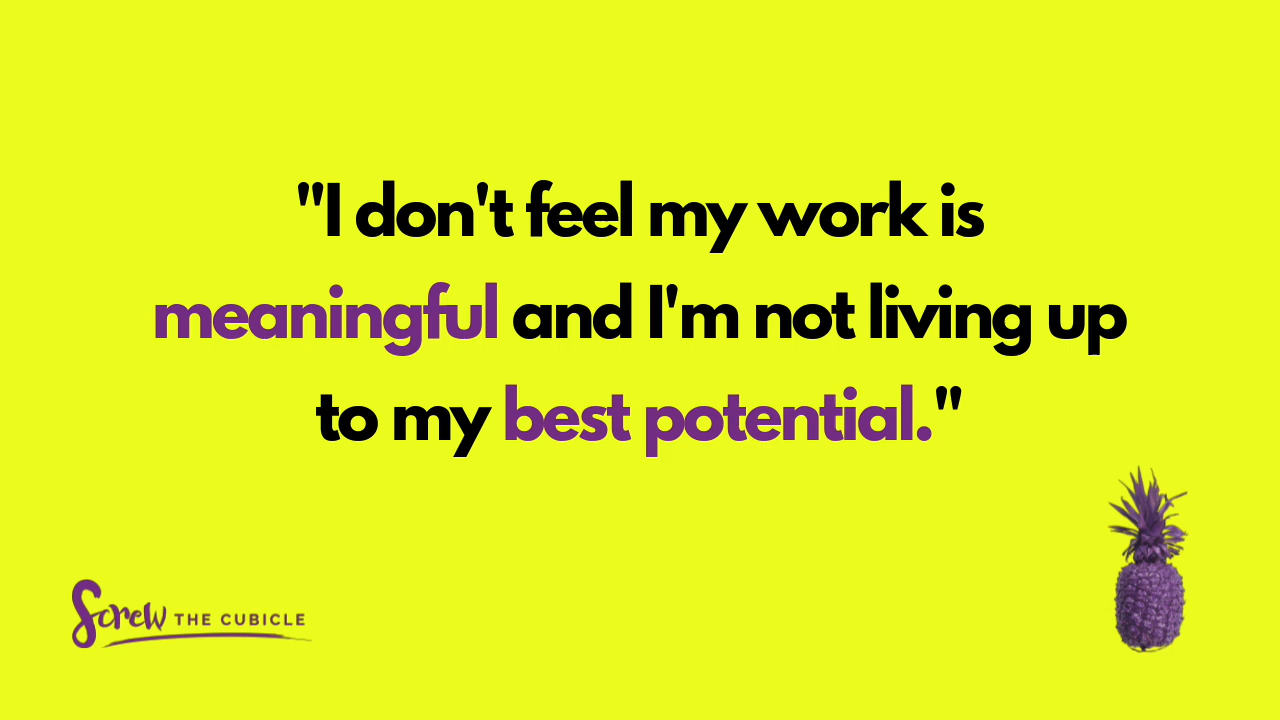 "I don't feel my work is
meaningful and I'm not living up
to my best potential."
Screw THE CUBICLE